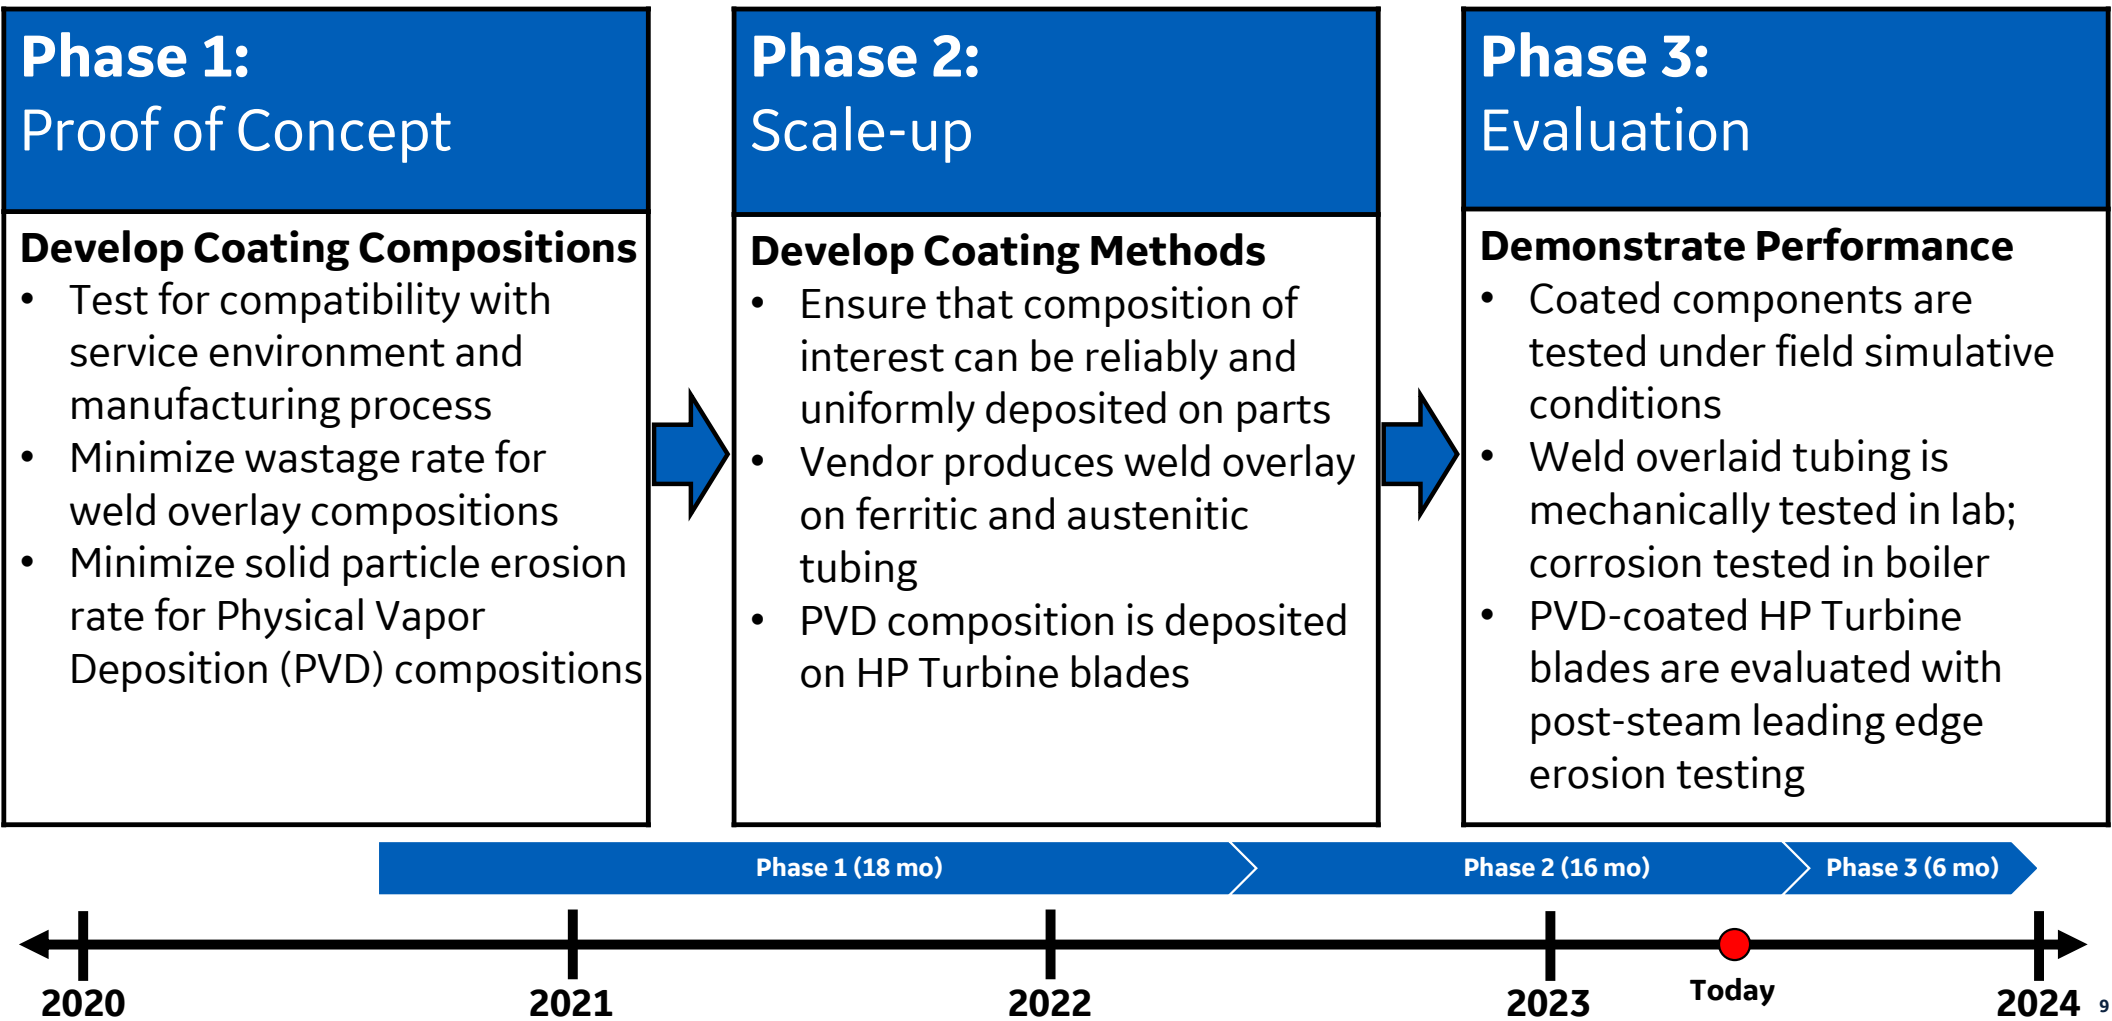 Phase 1:
Proof of Concept
Develop Coating Compositions
• Test for compatibility with
service environment and
manufacturing process
• Minimize wastage rate for
weld overlay compositions
• Minimize solid particle erosion
rate for Physical Vapor
Deposition (PVD) compositions
Phase 2:
Scale-up
Develop Coating Methods
• Ensure that composition of
interest can be reliably and
uniformly deposited on parts
• Vendor produces weld overlay
on ferritic and austenitic
tubing
• PVD composition is deposited
on HP Turbine blades
Phase 3:
Evaluation
Demonstrate Performance
• Coated components are
tested under field simulative
conditions
• Weld overlaid tubing is
mechanically tested in lab;
corrosion tested in boiler
• PVD-coated HP Turbine
blades are evaluated with
post-steam leading edge
erosion testing
Phase 1 (18 mo)
Phase 2 (16 mo)
Phase 3 (6 mo)
2020
2021
2022
2023
Today
2024
9